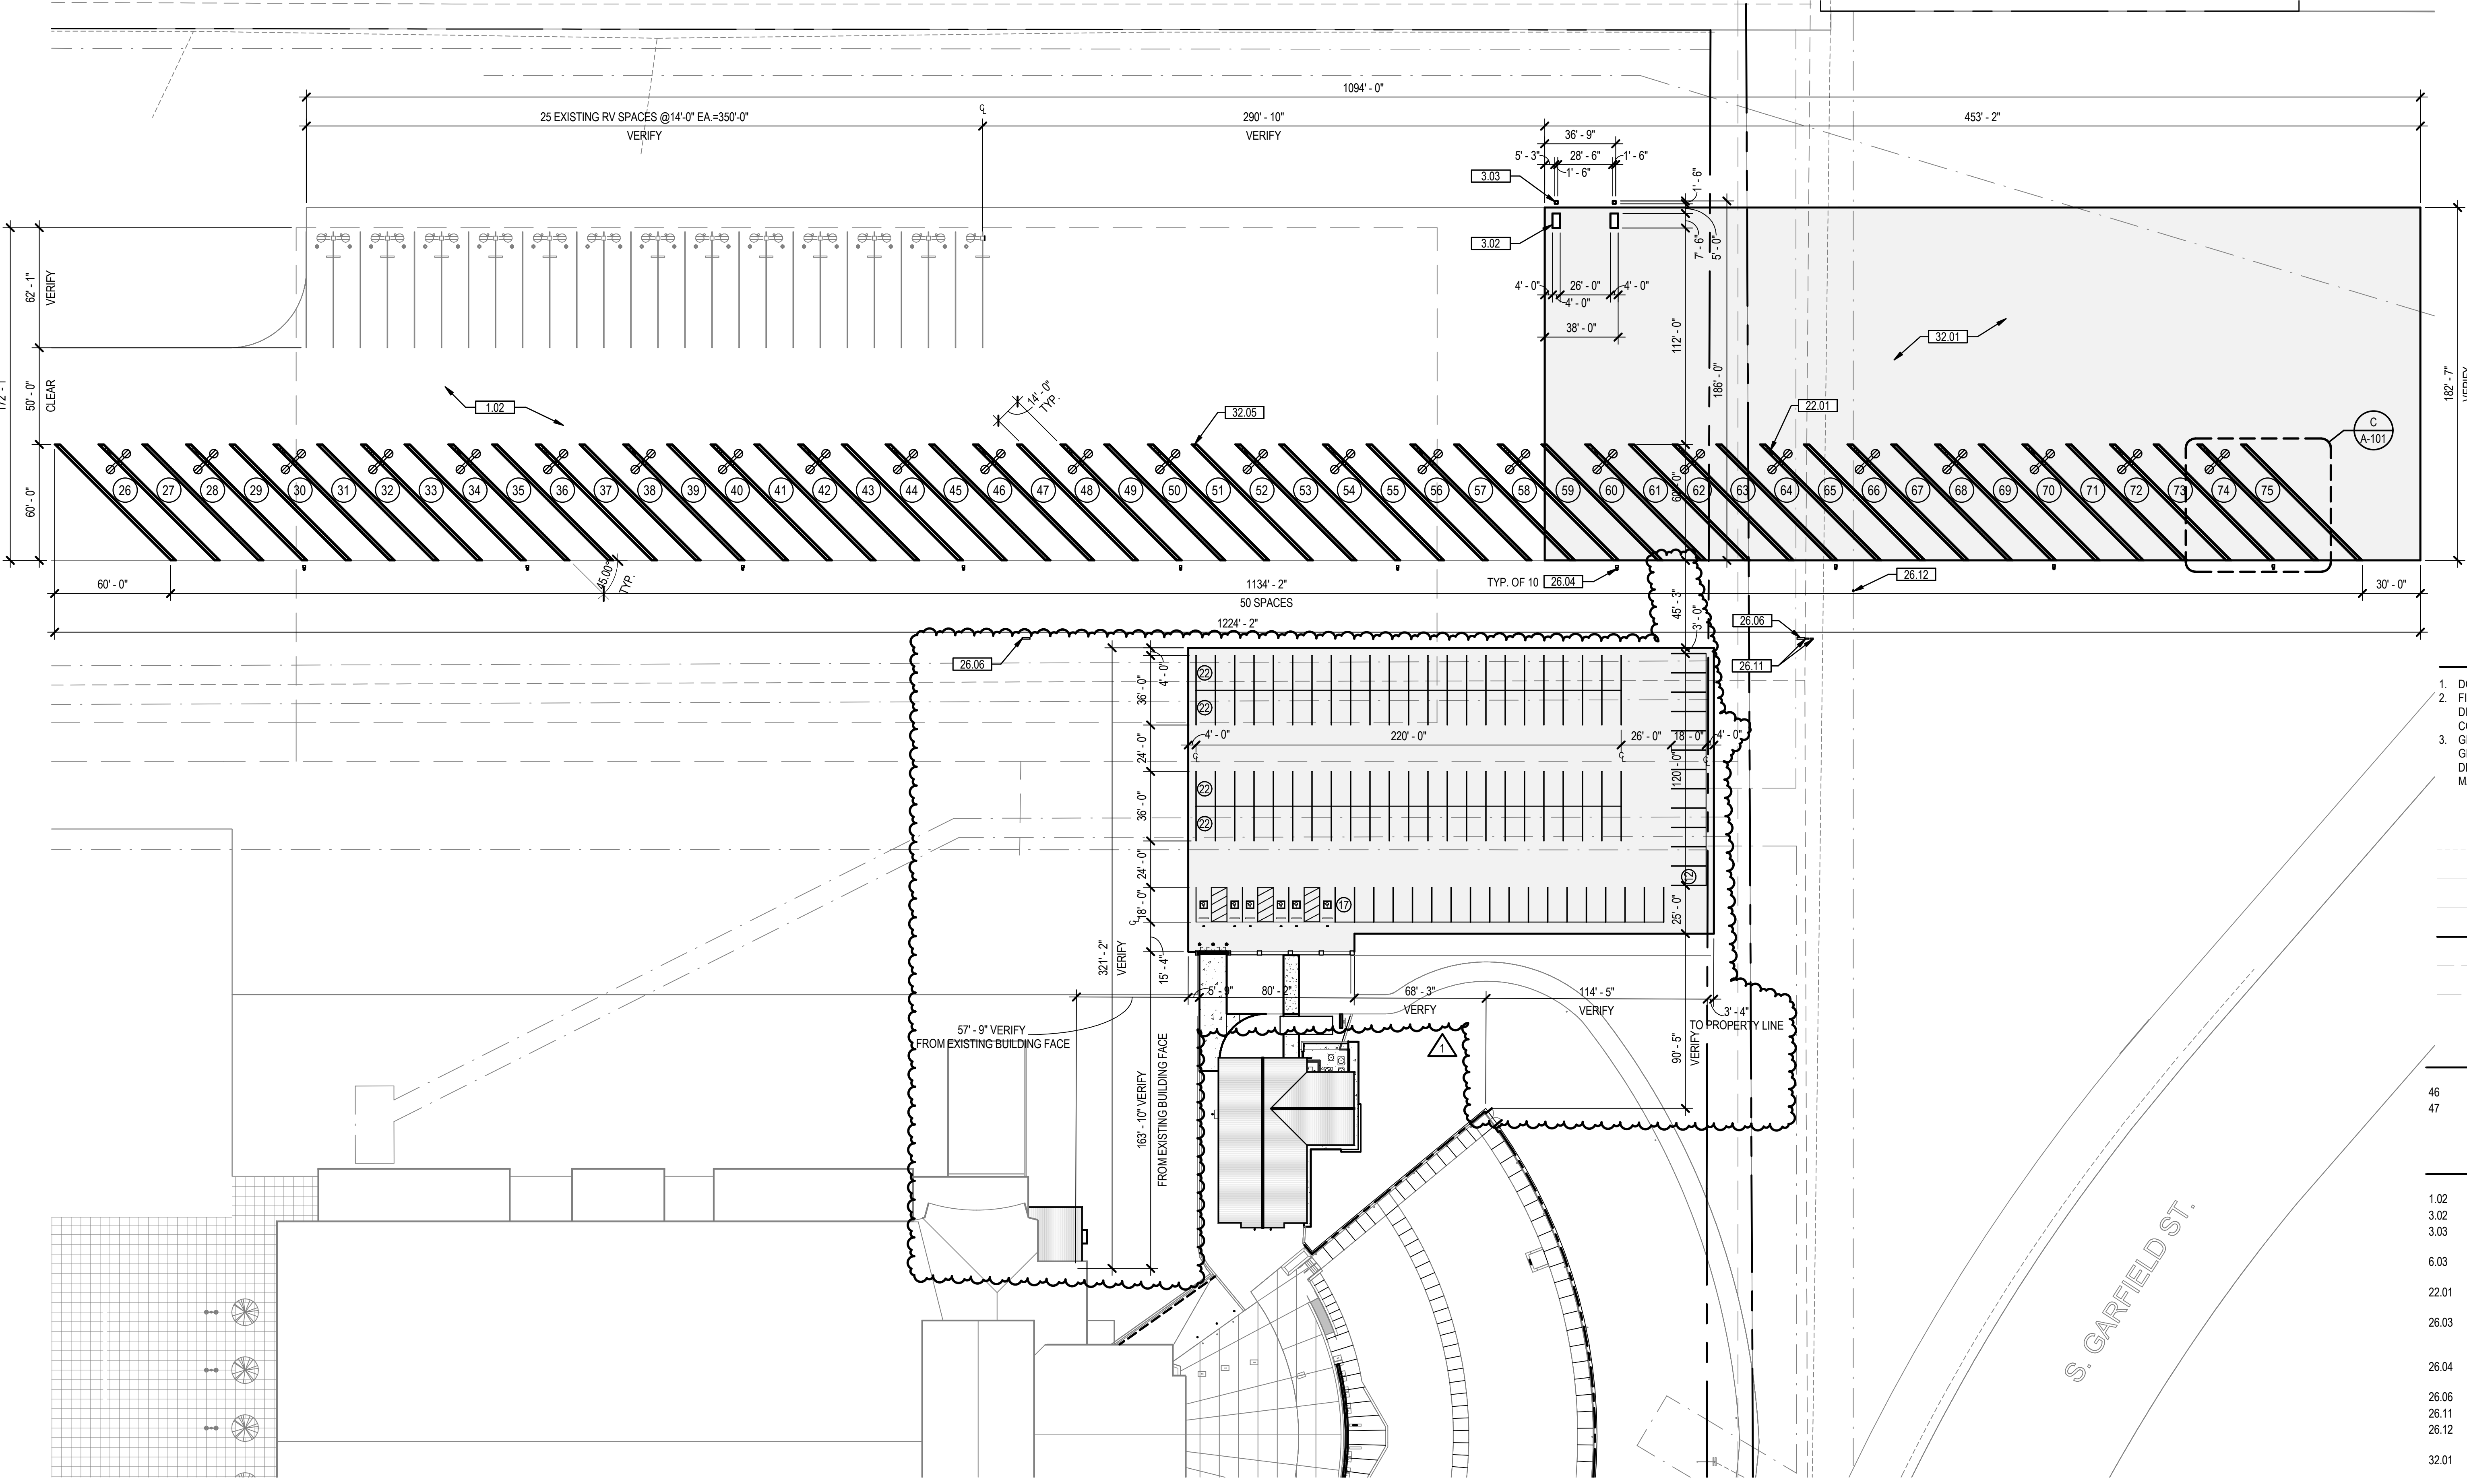 1094' - 0"
25 EXISTING RV SPACES @14'-0" EA.=350'-0"
VERIFY
℄
290' - 10"
VERIFY
453' - 2"
36' - 9"
5' - 3"
28' - 6"
1' - 6"
1' - 6"
1' - 6"
3.03
3.02
7' - 6"
5' - 0"
4' - 0"
26' - 0"
4' - 0"
4' - 0"
38' - 0"
112' - 0"
186' - 0"
60' - 0"
32.01
182' - 7"
VERIFY
172' - 1"
62' - 1"
VERIFY
50' - 0"
CLEAR
60' - 0"
1.02
14' - 0"
TYP.
32.05
22.01
C
A-101
26 27 28 29 30 31 32 33 34 35 36 37 38 39 40 41 42 43 44 45 46 47 48 49 50 51 52 53 54 55 56 57 58 59 60 61 62 63 64 65 66 67 68 69 70 71 72 73 74 75
45.00°
TYP.
60' - 0"
1134' - 2"
50 SPACES
TYP. OF 10
26.04
26.12
30' - 0"
1224' - 2"
45' - 3"
3' - 0"
26.06
26.06
26.11
22
22
22
22
4' - 0"
36' - 0"
24' - 0"
36' - 0"
24' - 0"
18' - 0"
℄
15' - 4"
4' - 0"
220' - 0"
26' - 0"
18' - 0"
4' - 0"
℄
℄
℄
120' - 0"
12
17
25' - 0"
321' - 2"
VERIFY
5' - 9"
80' - 2"
68' - 3"
VERFY
114' - 5"
VERIFY
3' - 4"
TO PROPERTY LINE
57' - 9" VERIFY
FROM EXISTING BUILDING FACE
163' - 10" VERIFY
FROM EXISTING BUILDING FACE
90' - 5"
VERIFY
1
S. GARFIELD ST.
1.
2.
3.
46
47
1.02
3.02
3.03
6.03
22.01
26.03
26.04
26.06
26.11
26.12
32.01